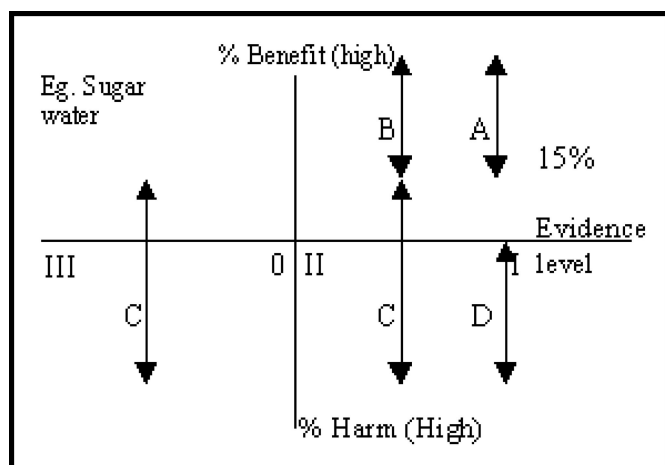 % Benefit (high)
Eg. Sugar
water
B
A
15%
Evidence
III
0
II
I
level
C
C
D
% Harm (High)